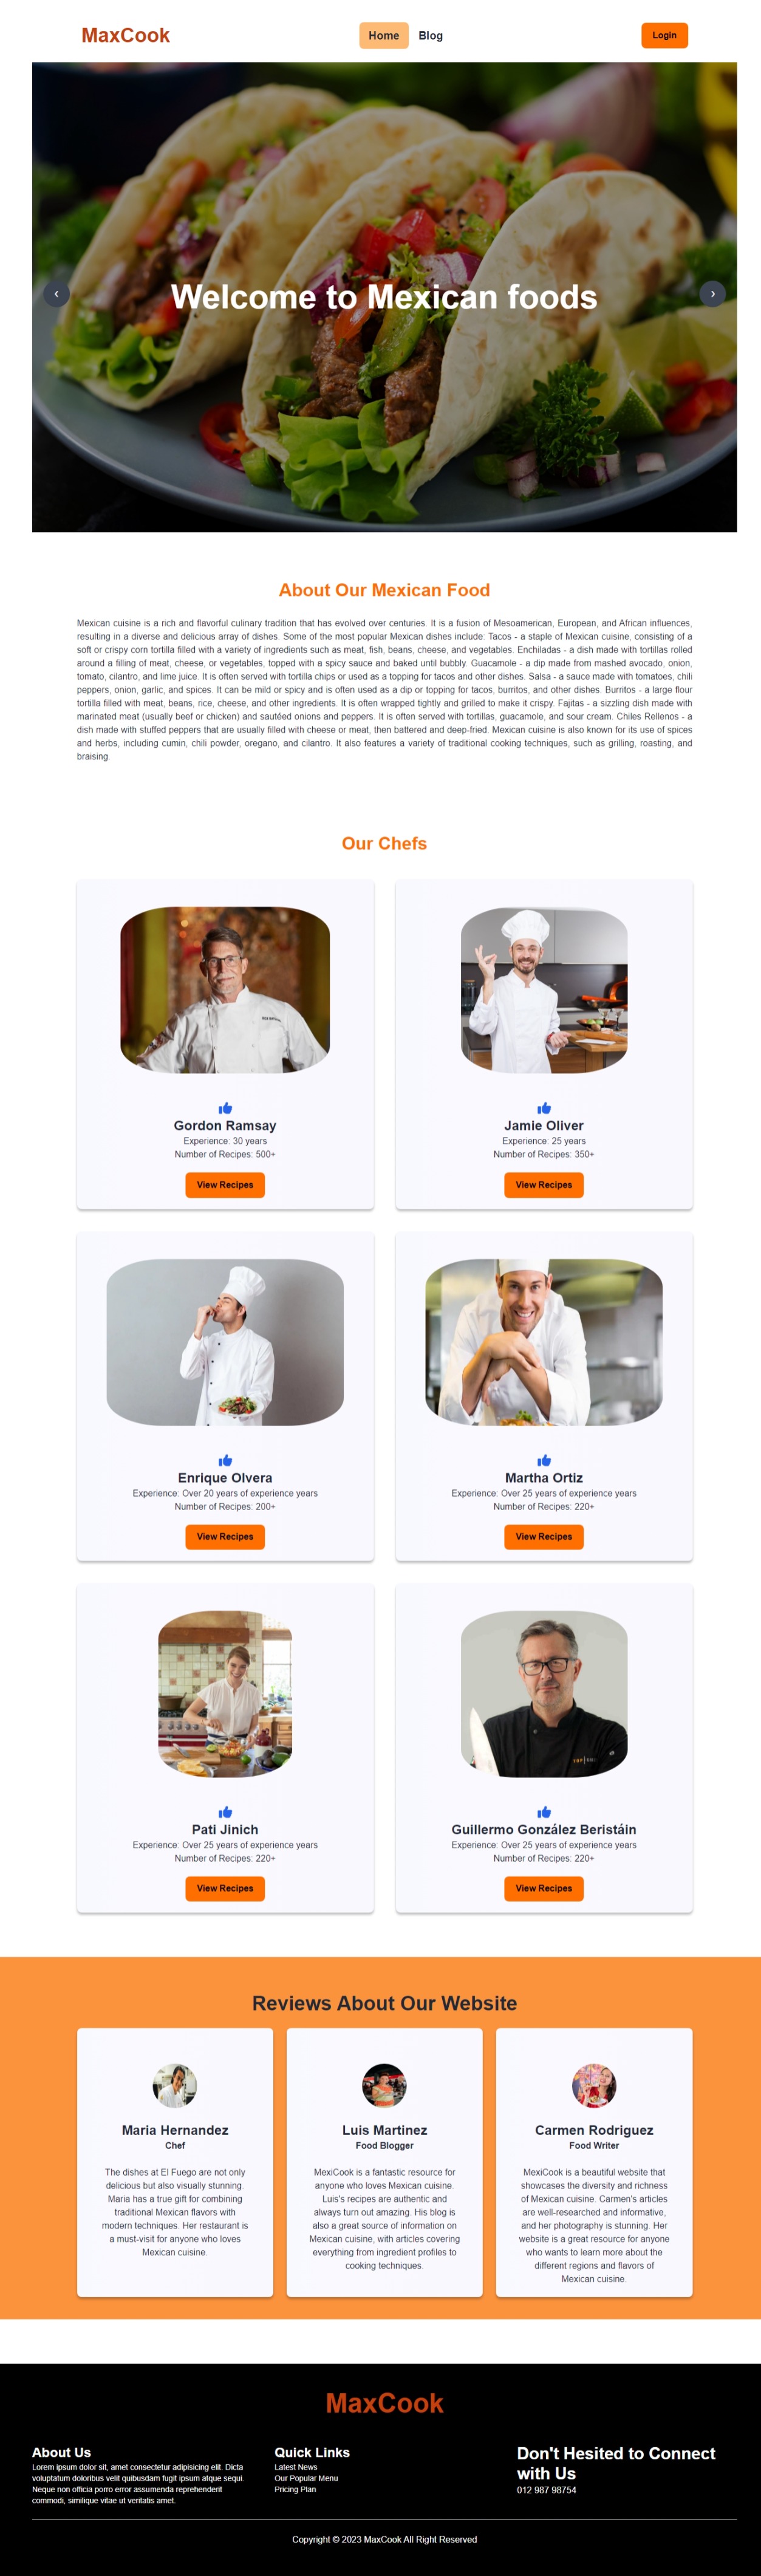 MaxCook
Home Blog
Login
Welcome to Mexican foods
About Our Mexican Food
Mexican cuisine is a rich and flavorful culinary tradition that has evolved over centuries. It is a fusion of Mesoamerican, European, and African influences,
resulting in a diverse and delicious array of dishes. Some of the most popular Mexican dishes include: Tacos - a staple of Mexican cuisine, consisting of a
soft or crispy corn tortilla filled with a variety of ingredients such as meat, fish, beans, cheese, and vegetables. Enchiladas - a dish made with tortillas rolled
around a filling of meat, cheese, or vegetables, topped with a spicy sauce and baked until bubbly. Guacamole - a dip made from mashed avocado, onion,
tomato, cilantro, and lime juice. It is often served with tortilla chips or used as a topping for tacos and other dishes. Salsa - a sauce made with tomatoes, chili
peppers, onion, garlic, and spices. It can be mild or spicy and is often used as a dip or topping for tacos, burritos, and other dishes. Burritos - a large flour
tortilla filled with meat, beans, rice, cheese, and other ingredients. It is often wrapped tightly and grilled to make it crispy. Fajitas - a sizzling dish made with
marinated meat (usually beef or chicken) and sautéed onions and peppers. It is often served with tortillas, guacamole, and sour cream. Chiles Rellenos - a
dish made with stuffed peppers that are usually filled with cheese or meat, then battered and deep-fried. Mexican cuisine is also known for its use of spices
and herbs, including cumin, chili powder, oregano, and cilantro. It also features a variety of traditional cooking techniques, such as grilling, roasting, and
braising.
Our Chefs
Gordon Ramsay
Experience: 30 years
Number of Recipes: 500+
View Recipes
Jamie Oliver
Experience: 25 years
Number of Recipes: 350+
View Recipes
Enrique Olvera
Experience: Over 20 years of experience years
Number of Recipes: 200+
View Recipes
Martha Ortiz
Experience: Over 25 years of experience years
Number of Recipes: 220+
View Recipes
Pati Jinich
Experience: Over 25 years of experience years
Number of Recipes: 220+
View Recipes
Guillermo González Beristáin
Experience: Over 25 years of experience years
Number of Recipes: 220+
View Recipes
Reviews About Our Website
Maria Hernandez
Chef
The dishes at El Fuego are not only
delicious but also visually stunning.
Maria has a true gift for combining
traditional Mexican flavors with
modern techniques. Her restaurant is
a must-visit for anyone who loves
Mexican cuisine.
Luis Martinez
Food Blogger
MexiCook is a fantastic resource for
anyone who loves Mexican cuisine.
Luis's recipes are authentic and
always turn out amazing. His blog is
also a great source of information on
Mexican cuisine, with articles covering
everything from ingredient profiles to
cooking techniques.
Carmen Rodriguez
Food Writer
MexiCook is a beautiful website that
showcases the diversity and richness
of Mexican cuisine. Carmen's articles
are well-researched and informative,
and her photography is stunning. Her
website is a great resource for anyone
who wants to learn more about the
different regions and flavors of
Mexican cuisine.
MaxCook
About Us
Lorem ipsum dolor sit, amet consectetur adipisicing elit. Dicta
voluptatum doloribus velit quibusdam fugit ipsum atque sequi.
Neque non officia porro error assumenda reprehenderit
commodi, similique vitae ut veritatis amet.
Quick Links
Latest News
Our Popular Menu
Pricing Plan
Don't Hesited to Connect
with Us
012 987 98754
Copyright © 2023 MaxCook All Right Reserved